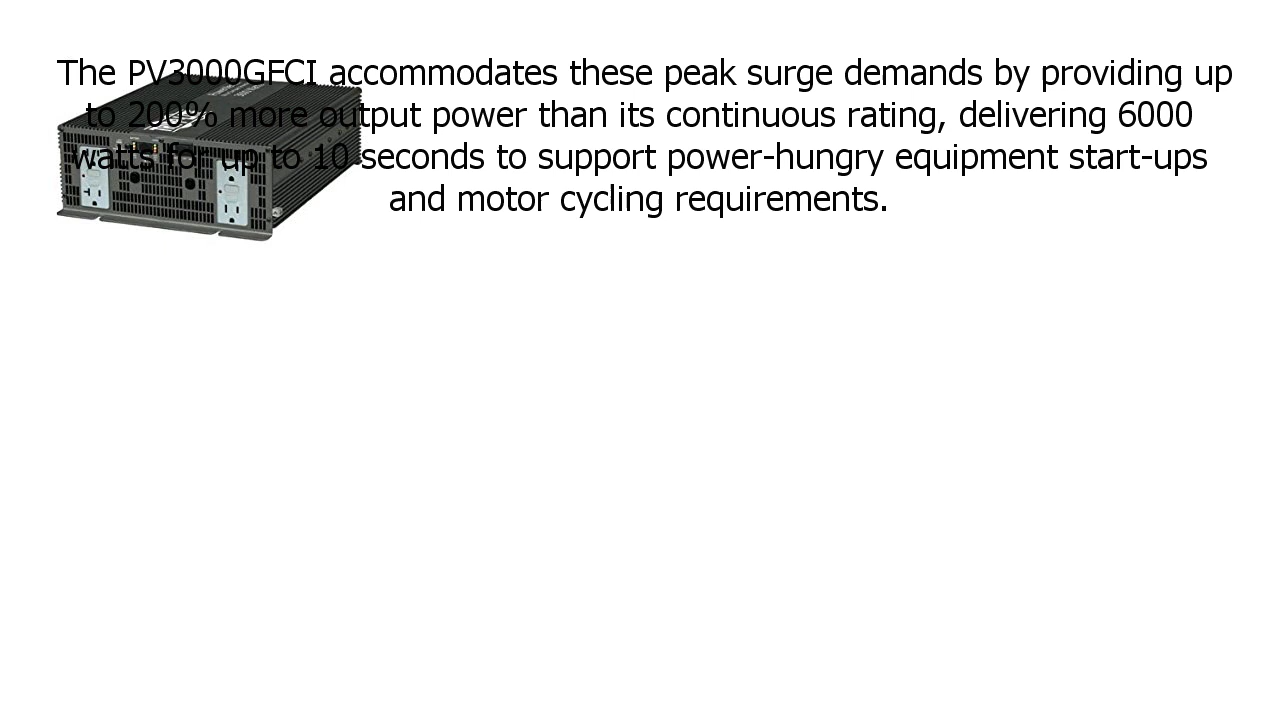 The PV3000GFCI accommodates these peak surge demands by providing up
to 200% more output power than its continuous rating, delivering 6000
watts for up to 10 seconds to support power-hungry equipment start-ups
and motor cycling requirements.